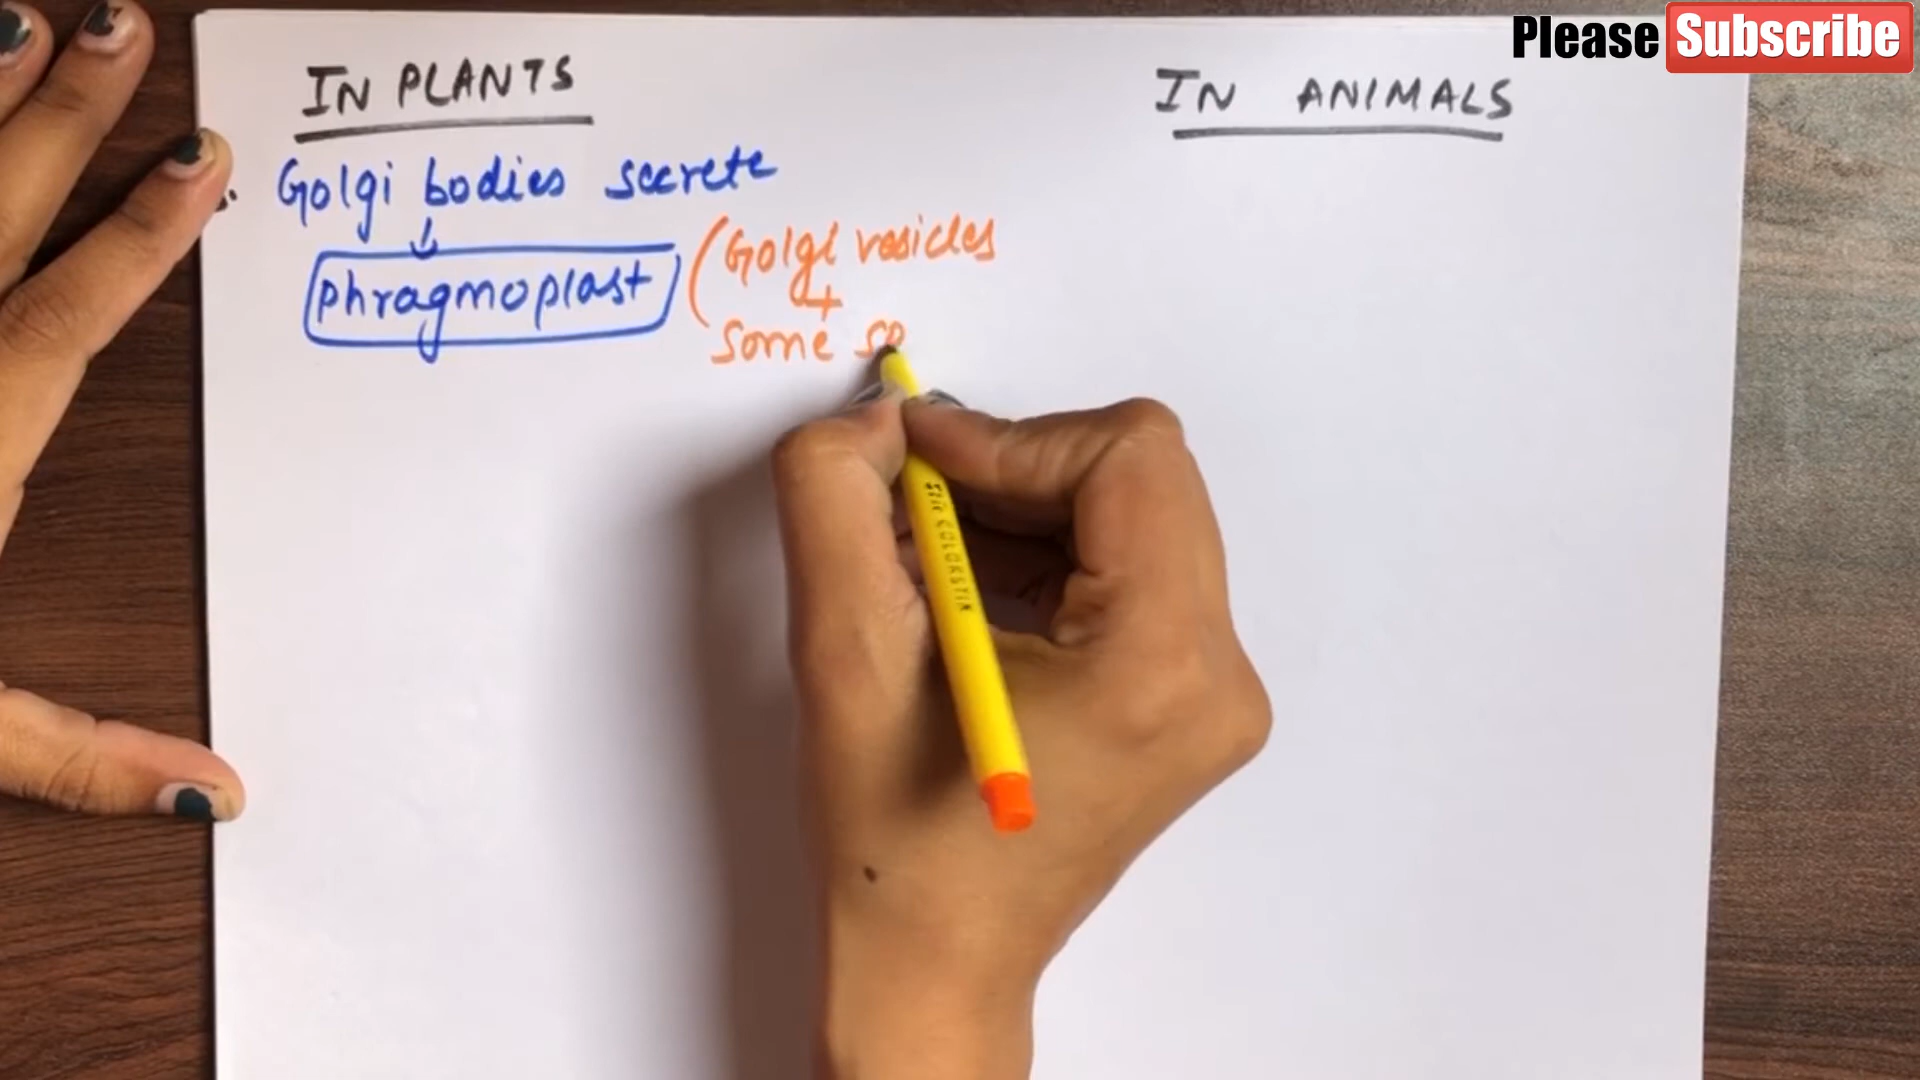 Please Subscribe
IN PLANTS
IN ANIMALS
Golgi bodies secrete
phragmoplast
(Golgi vesicles
+
some